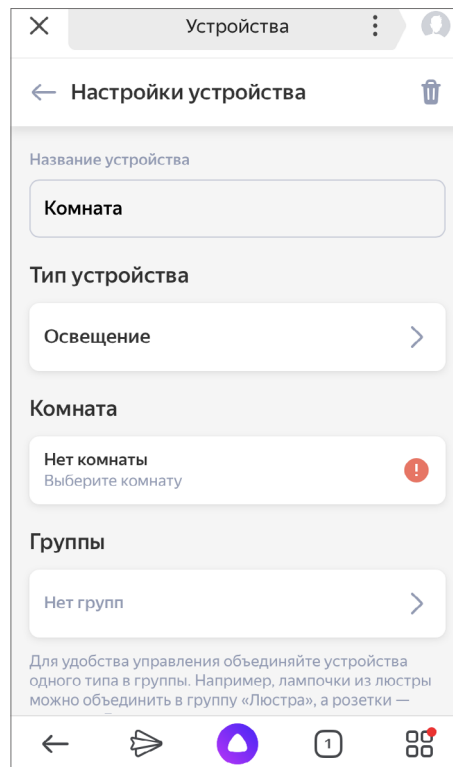 Устройства
Настройки устройства
Название устройства
Комната
Тип устройства
Освещение
Комната
Нет комнаты
Выберите комнату
!
Группы
Нет групп
Для удобства управления объединяйте устройства
одного типа в группы. Например, лампочки из люстры
можно объединить в группу «Люстра», а розетки —
1